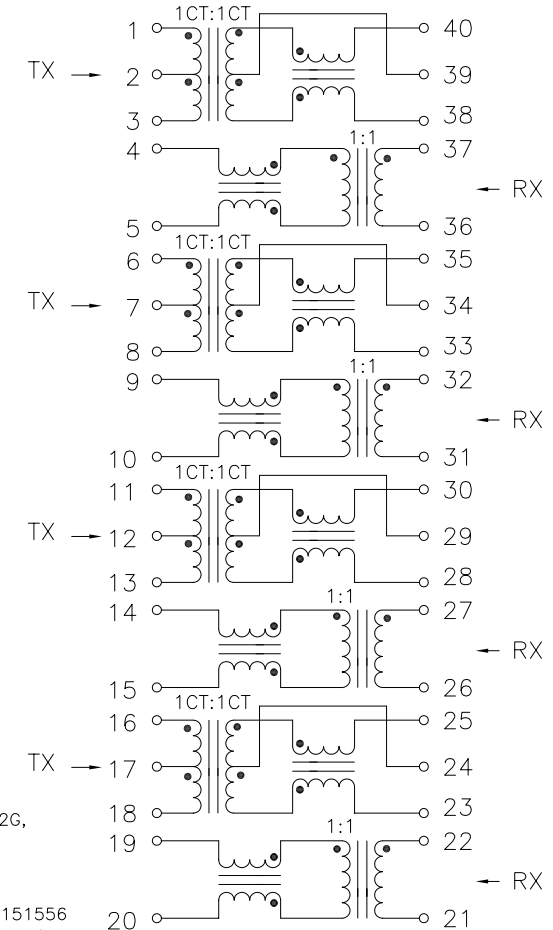 1CT:1CT
1 40
TX 2 39
3 38
1:1
4 37
RX
5 36
1CT:1CT
6 35
TX 7 34
8 33
1:1
9 32
RX
10 31
1CT:1CT
11 30
TX 12 29
13 28
1:1
14 27
RX
15 26
1CT:1CT
16 25
TX 17 24
18 23
2G,
1:1
19 22
RX
151556
20 21